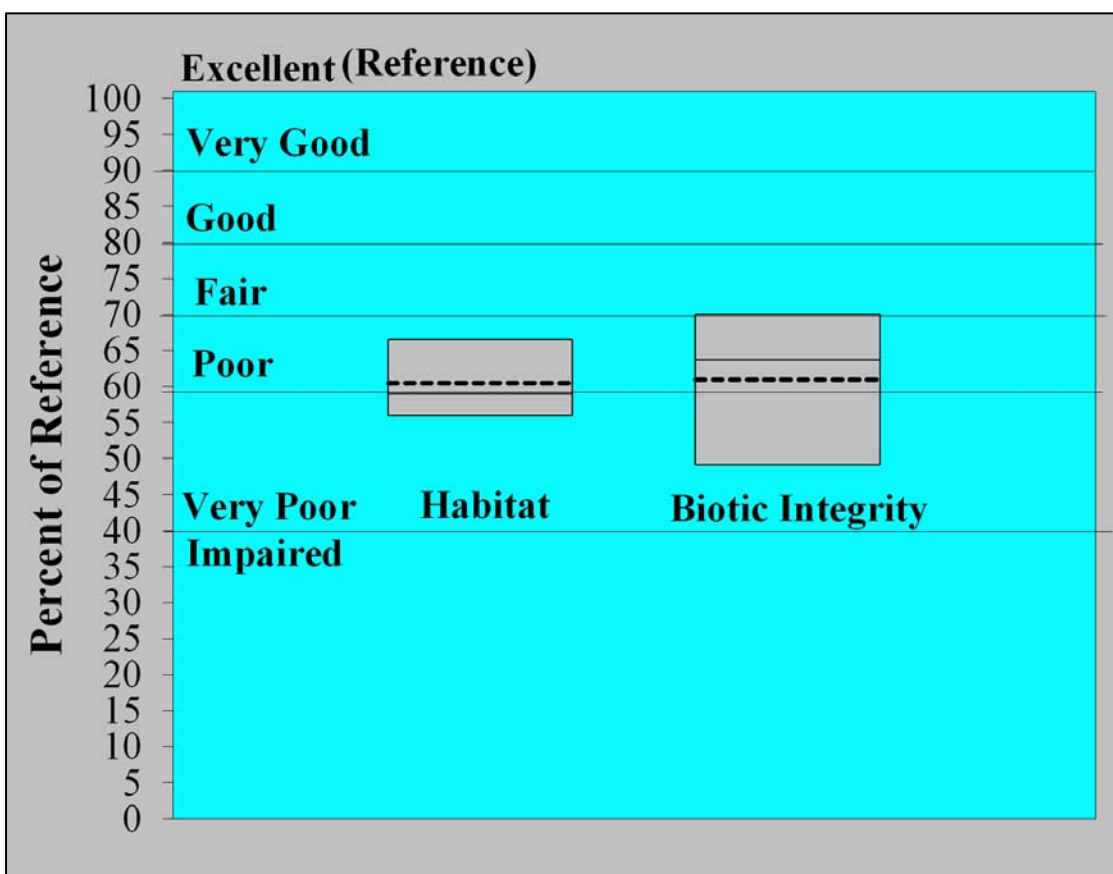 Excellent (Reference)
100
95
Very Good
90
85
Good
80
75
Fair
70
65
Poor
60
55
50
45
Very Poor
Habitat
Biotic Integrity
40
Impaired
35
30
25
20
15
10
5
0
Percent of Reference